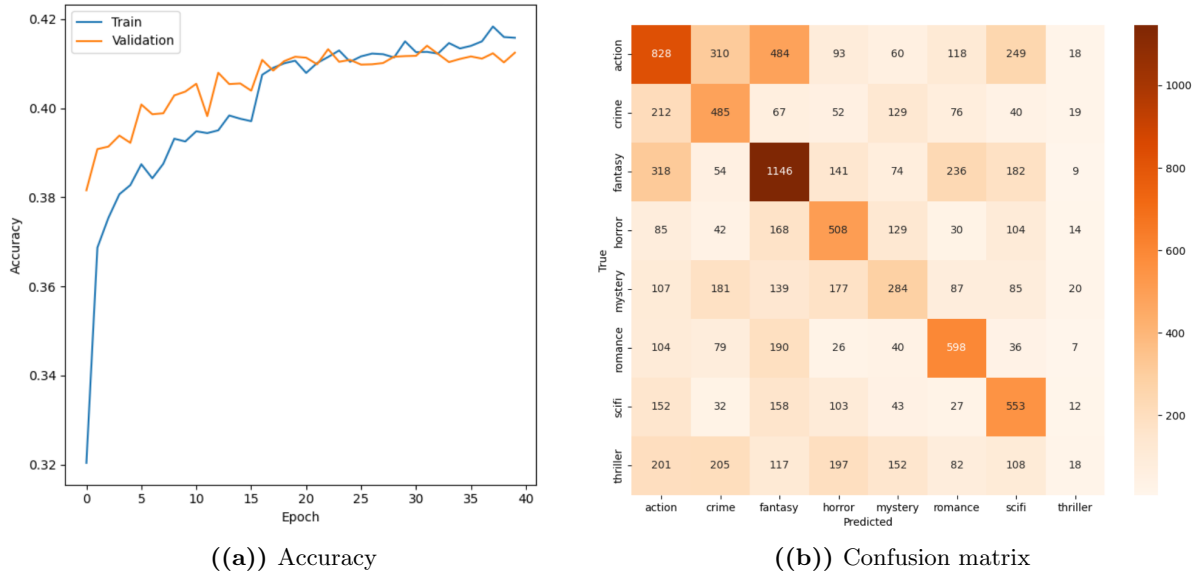 0.42
0.40
0.38
0.36
0.34
0.32
Accuracy
Train
Validation
0 5 10 15 20 25 30 35 40
Epoch
((a)) Accuracy
True
action 828 310 484 93 60 118 249 18
crime 212 485 67 52 129 76 40 19
fantasy 318 54 1146 141 74 236 182 9
horror 85 42 168 508 129 30 104 14
mystery 107 181 139 177 284 87 85 20
romance 104 79 190 26 40 598 36 7
scifi 152 32 158 103 43 27 553 12
thriller 201 205 117 197 152 82 108 18
action crime fantasy horror mystery romance scifi thriller
Predicted
1000
800
600
400
200
((b)) Confusion matrix